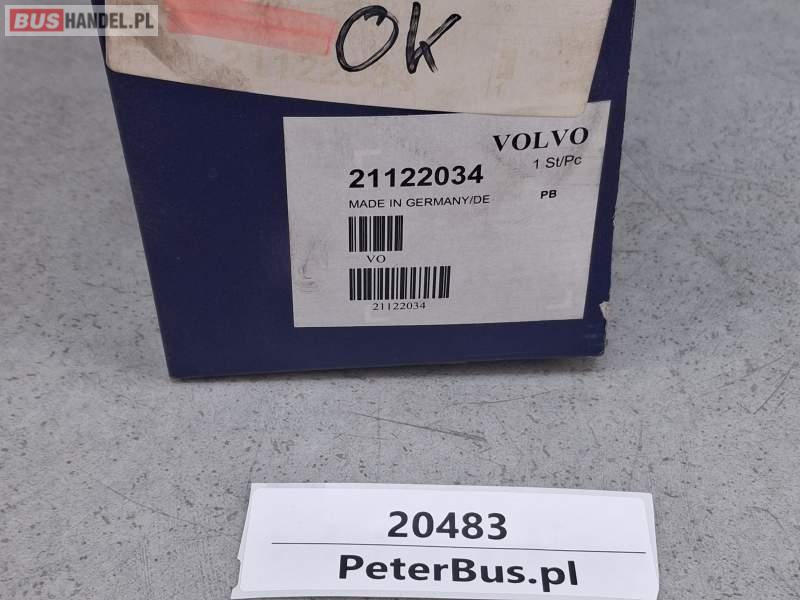 BUSHANDEL.PL
OK
VOLVO
21122034
1 St/Pc
MADE IN GERMANY/DE
PB
VO
21122034
20483
PeterBus.pl